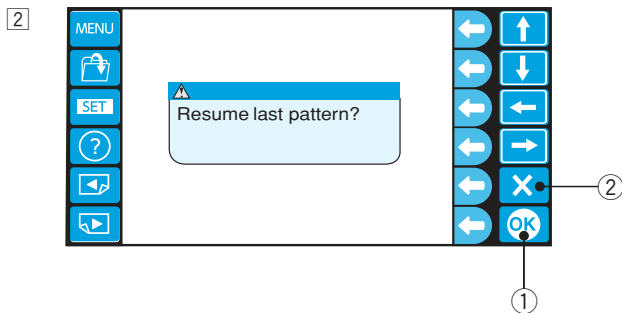 2
MENU
SET
?
Resume last pattern?
X
OK
②
①